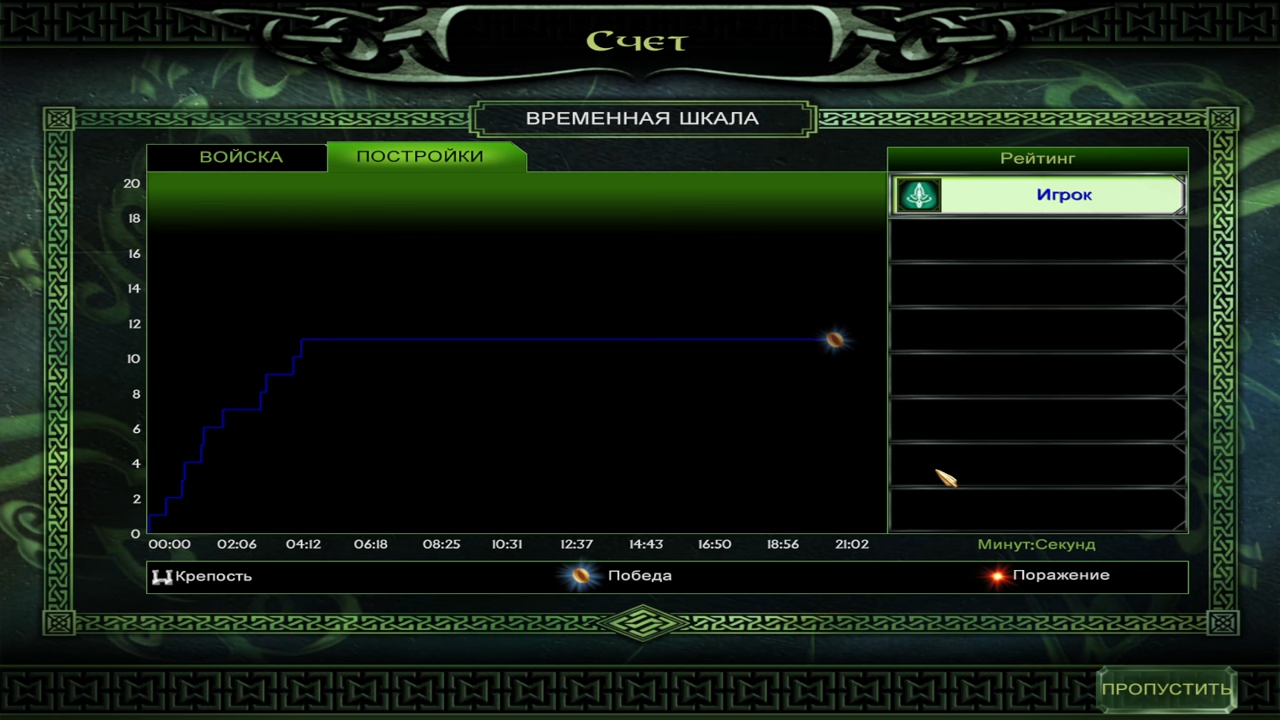 Счет
ВРЕМЕННАЯ ШКАЛА
ВОЙСКА
ПОСТРОЙКИ
Рейтинг
Игрок
20
18
16
14
12
10
8
6
4
2
0
00:00 02:06 04:12 06:18 08:25 10:31 12:37 14:43 16:50 18:56 21:02
Минут:Секунд
Крепость
Победа
Поражение
ПРОПУСТИТЬ